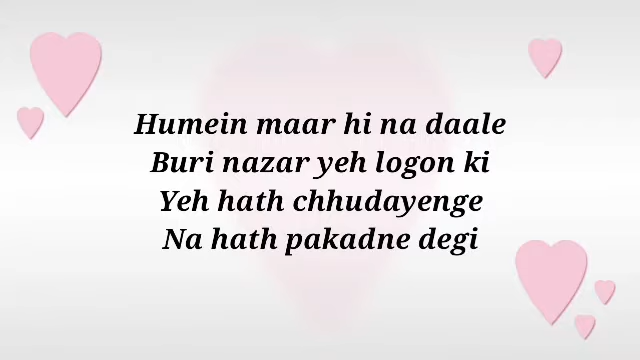 Humein maar hi na daale
Buri nazar yeh logon ki
Yeh hath chhudayenge
Na hath pakadne degi